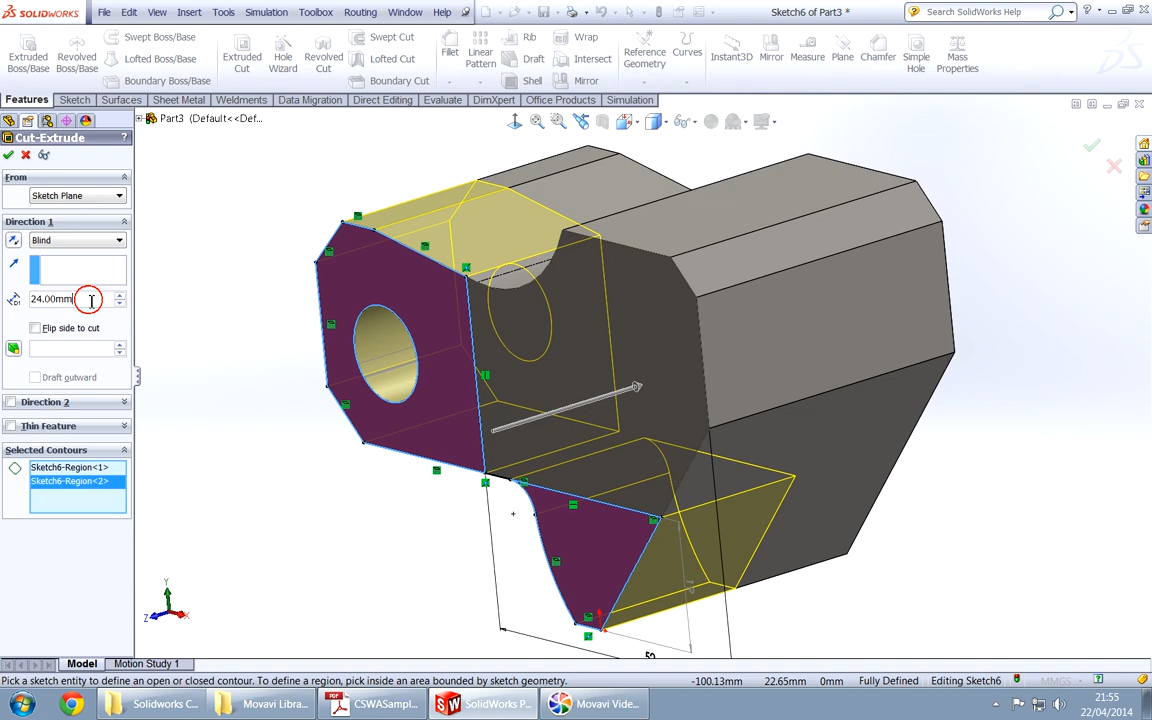 SOLIDWORKS File Edit View Insert Tools Simulation Toolbox Routing Window Help Sketch6 of Part3 * Search SolidWorks Help
Extruded Boss/Base
Revolved Boss/Base
Swept Boss/Base
Lofted Boss/Base
Boundary Boss/Base
Extruded Cut
Hole Wizard
Revolved Cut
Swept Cut
Lofted Cut
Boundary Cut
Fillet
Linear Pattern
Rib
Draft
Shell
Wrap
Intersect
Mirror
Reference Geometry
Curves
Instant3D
Mirror
Measure
Plane
Chamfer
Simple Hole
Mass Properties
Features Sketch Surfaces Sheet Metal Weldments Data Migration Direct Editing Evaluate DimXpert Office Products Simulation
Part3 (Default<<Def...
Cut-Extrude ?
From
Sketch Plane
Direction 1
Blind
24.00mm
Flip side to cut
Draft outward
Direction 2
Thin Feature
Selected Contours
Sketch6-Region<1>
Sketch6-Region<2>
Y
Z
X
Model Motion Study 1
Pick a sketch entity to define an open or closed contour. To define a region, pick inside an area bounded by sketch geometry. -100.13mm 22.65mm 0mm Fully Defined Editing Sketch6 MMGS
Solidworks C... Movavi Libra... CSWASampl... SolidWorks P... Movavi Vide...
21:55
22/04/2014